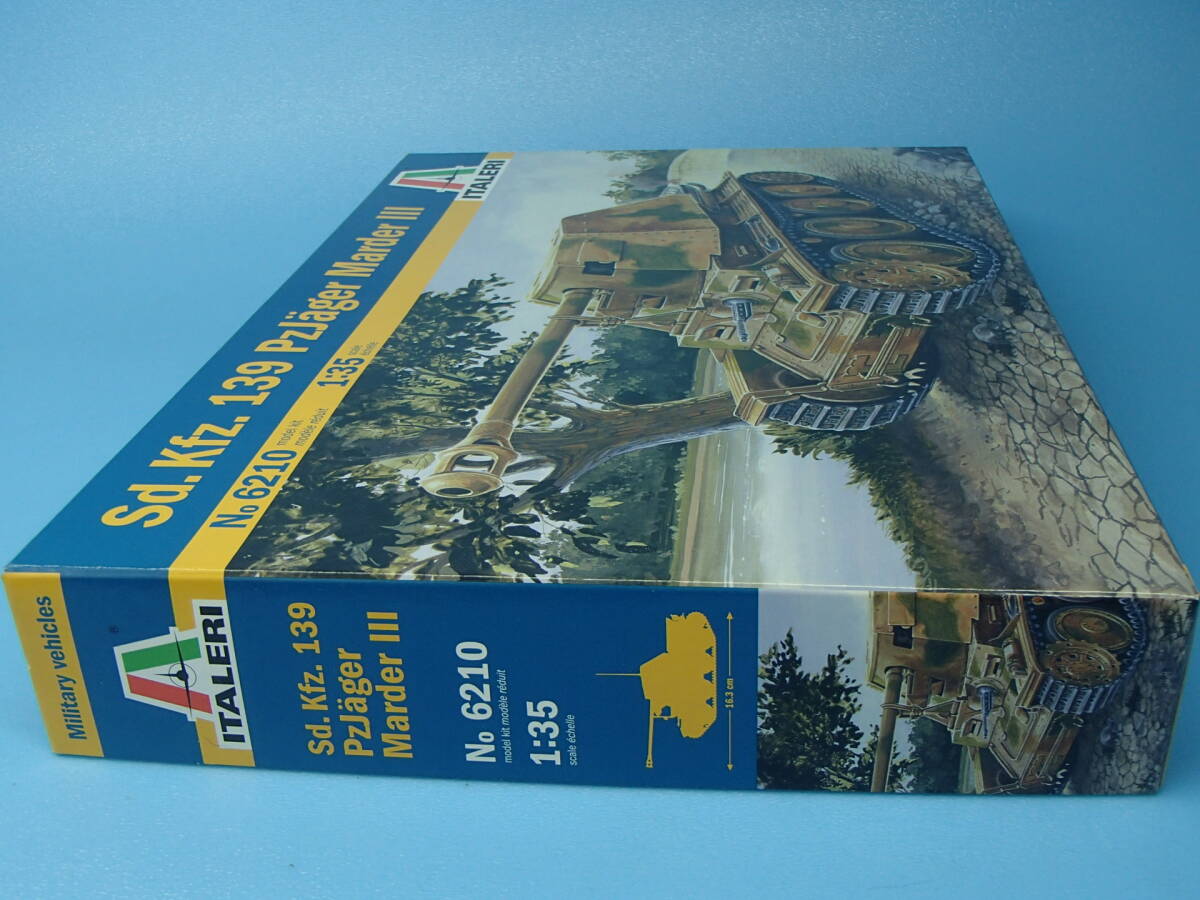 ITALERI
Sd.Kfz. 139 PzJäger Marder III
No 6210 model kit
modèle réduit
1:35 scale
échelle
Military vehicles
ITALERI
®
Sd. Kfz. 139
PzJäger
Marder III
No 6210
model kit modèle réduit
1:35
scale échelle
16.3 cm